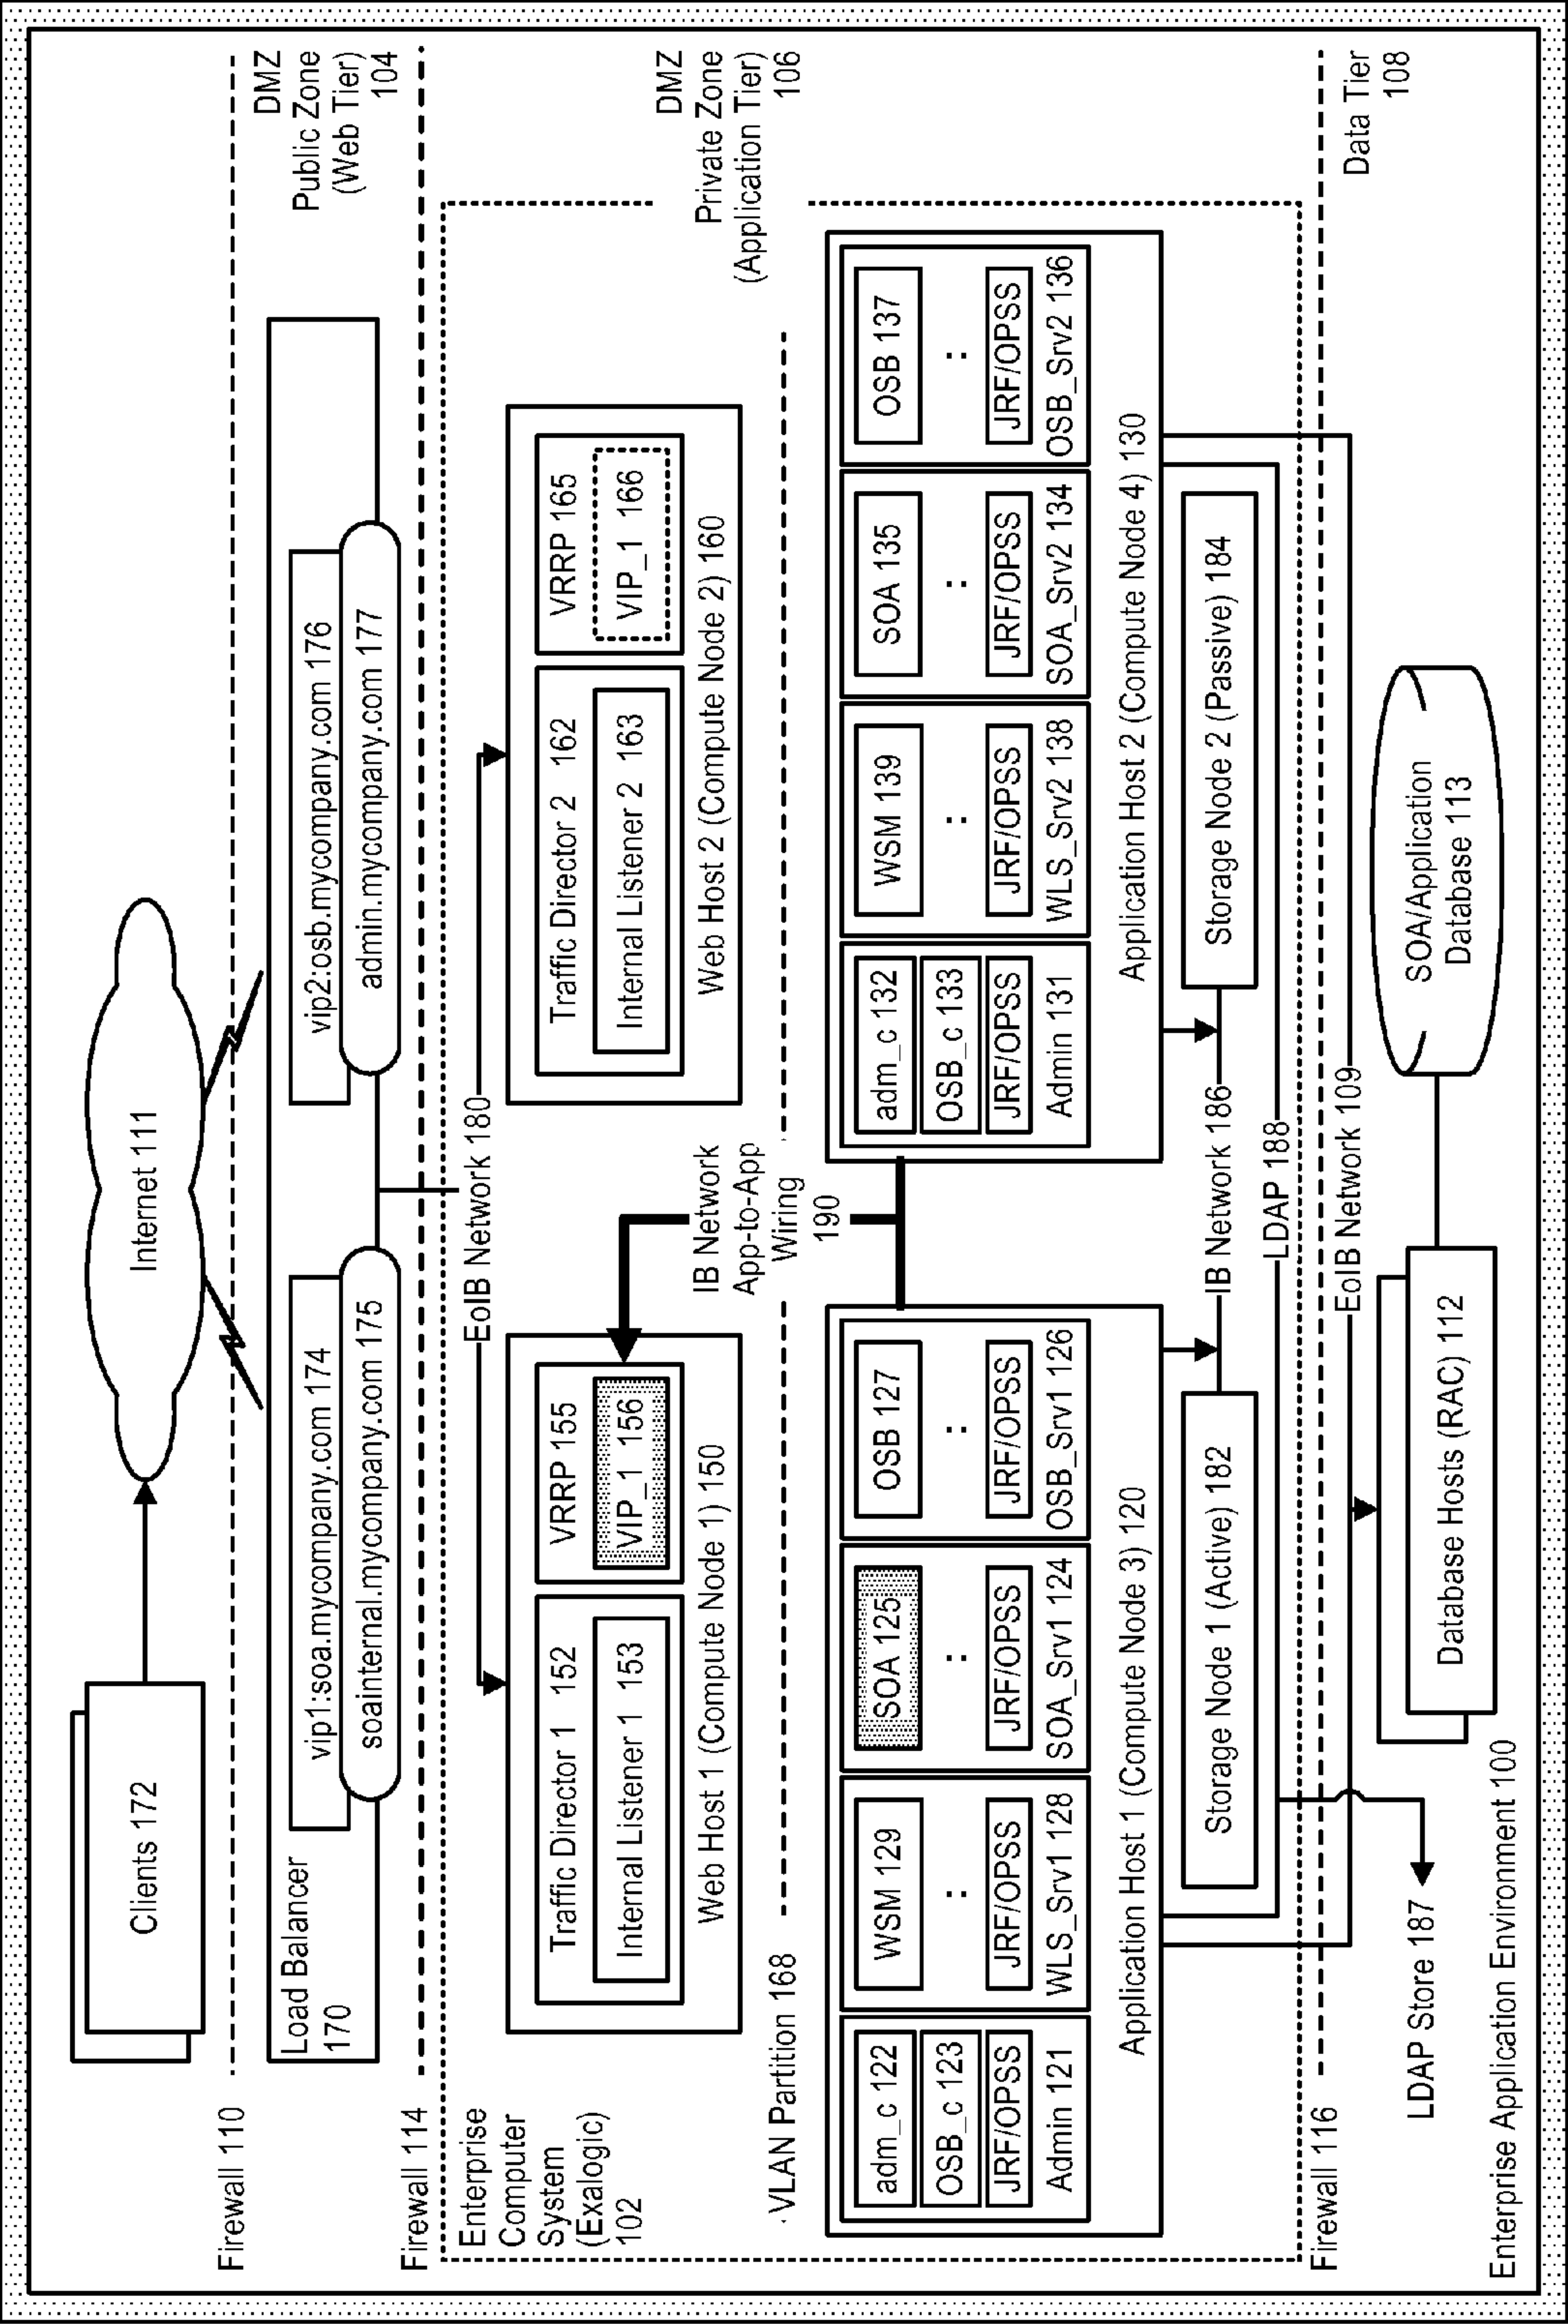 Clients 172
Internet 111
Firewall 110
DMZ
Public Zone
(Web Tier)
104
Load Balancer
170
vip1:soa.mycompany.com 174
soainternal.mycompany.com 175
vip2:osb.mycompany.com 176
admin.mycompany.com 177
Firewall 114
Enterprise
Computer
System
(Exalogic)
102
EoIB Network 180
DMZ
Private Zone
(Application Tier)
106
Traffic Director 1 152
Internal Listener 1 153
VRRP 155
VIP_1 156
Web Host 1 (Compute Node 1) 150
Traffic Director 2 162
Internal Listener 2 163
VRRP 165
VIP_1 166
Web Host 2 (Compute Node 2) 160
IB Network
App-to-App
Wiring
190
VLAN Partition 168
adm_c 122
OSB_c 123
JRF/OPSS
Admin 121
WSM 129
:
JRF/OPSS
WLS_Srv1 128
SOA 125
:
JRF/OPSS
SOA_Srv1 124
OSB 127
:
JRF/OPSS
OSB_Srv1 126
Application Host 1 (Compute Node 3) 120
adm_c 132
OSB_c 133
JRF/OPSS
Admin 131
WSM 139
:
JRF/OPSS
WLS_Srv2 138
SOA 135
:
JRF/OPSS
SOA_Srv2 134
OSB 137
:
JRF/OPSS
OSB_Srv2 136
Application Host 2 (Compute Node 4) 130
Storage Node 1 (Active) 182
IB Network 186
Storage Node 2 (Passive) 184
LDAP 188
Firewall 116
Data Tier
108
EoIB Network 109
LDAP Store 187
Database Hosts (RAC) 112
SOA/Application
Database 113
Enterprise Application Environment 100